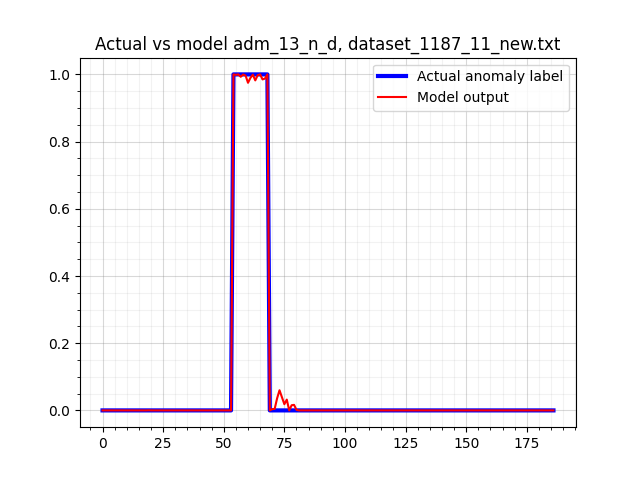 Actual vs model adm_13_n_d, dataset_1187_11_new.txt
Actual anomaly label
Model output
1.0
0.8
0.6
0.4
0.2
0.0
0 25 50 75 100 125 150 175